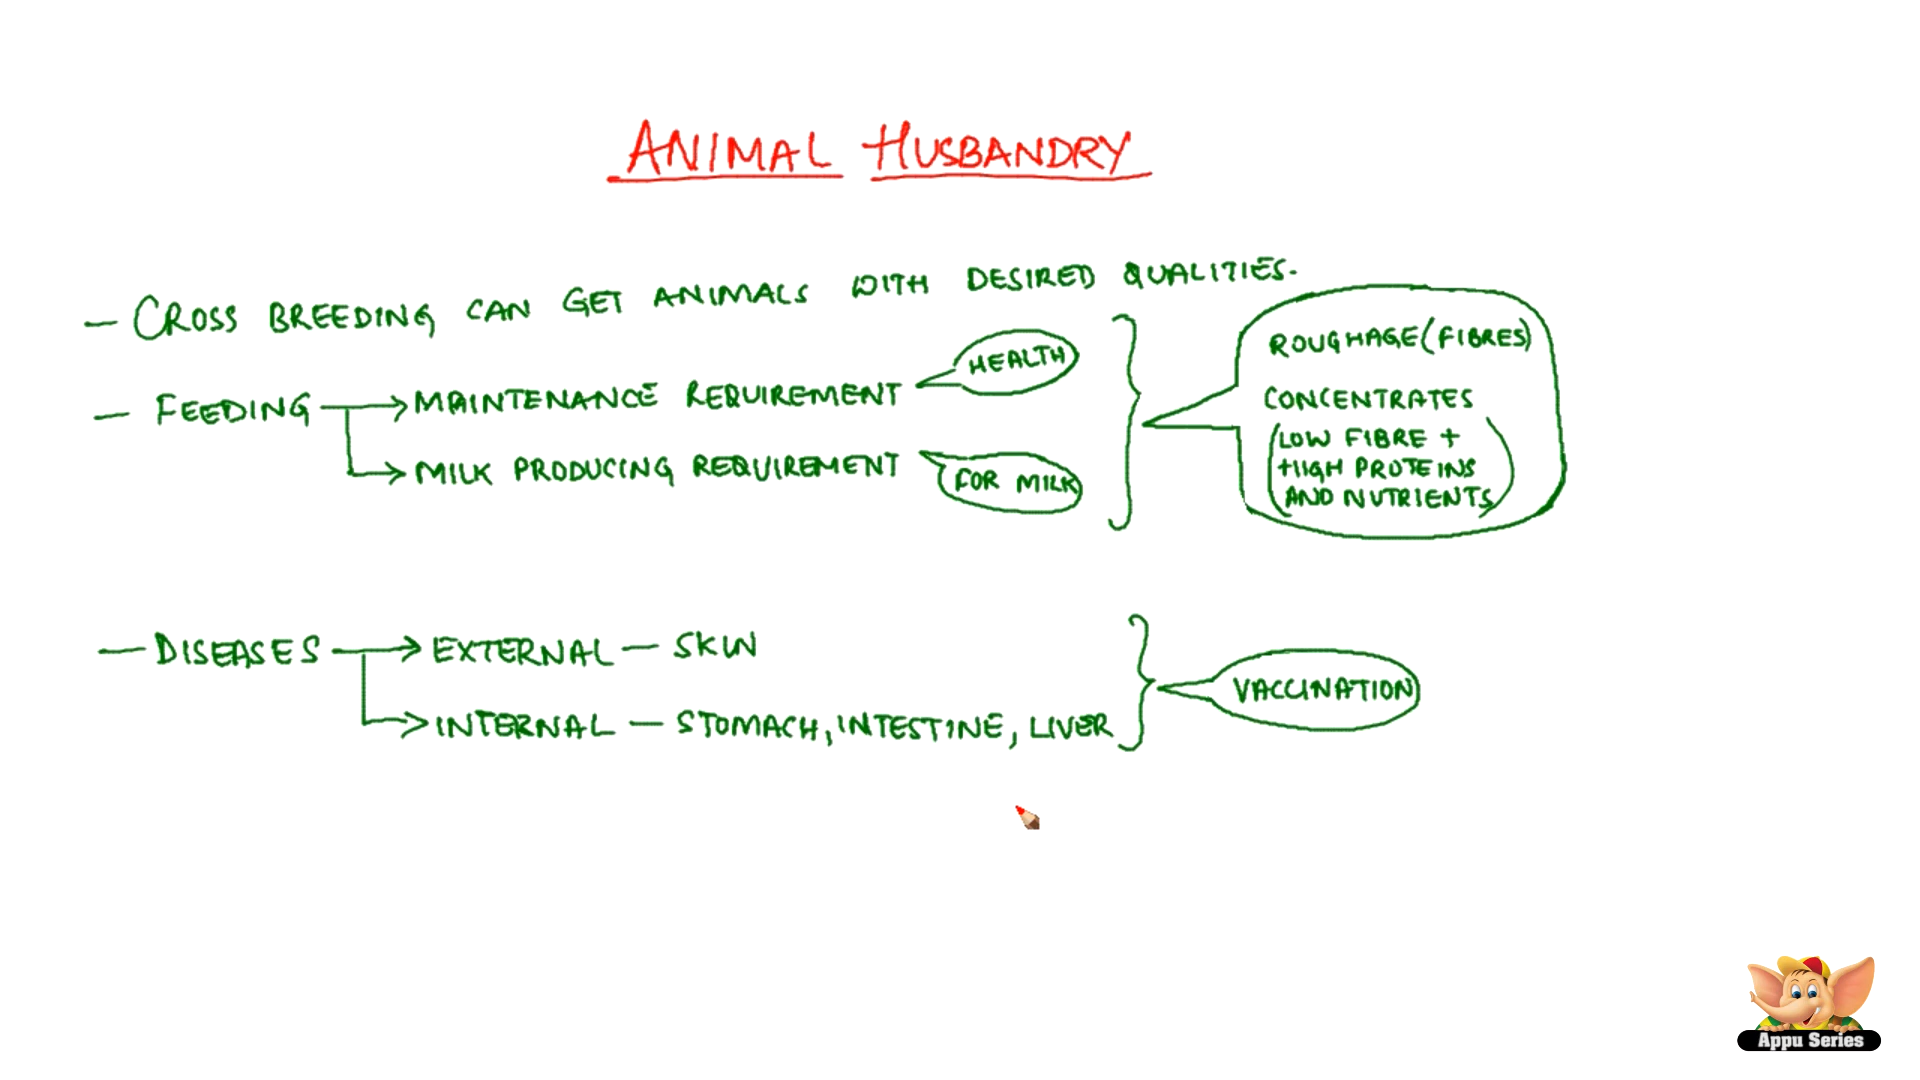 ANIMAL HUSBANDRY
— CROSS BREEDING CAN GET ANIMALS WITH DESIRED QUALITIES.
— FEEDING → MAINTENANCE REQUIREMENT
HEALTH
→ MILK PRODUCING REQUIREMENT
FOR MILK
ROUGHAGE (FIBRES)
CONCENTRATES
(LOW FIBRE +
HIGH PROTEINS
AND NUTRIENTS)
— DISEASES → EXTERNAL — SKIN
→ INTERNAL — STOMACH, INTESTINE, LIVER
VACCINATION
Appu Series